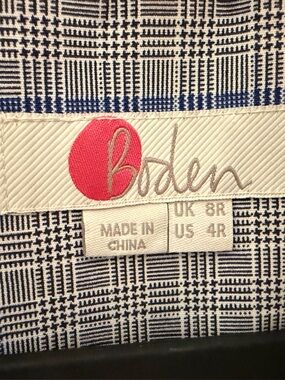 Boden
MADE IN
CHINA
UK 8R
US 4R